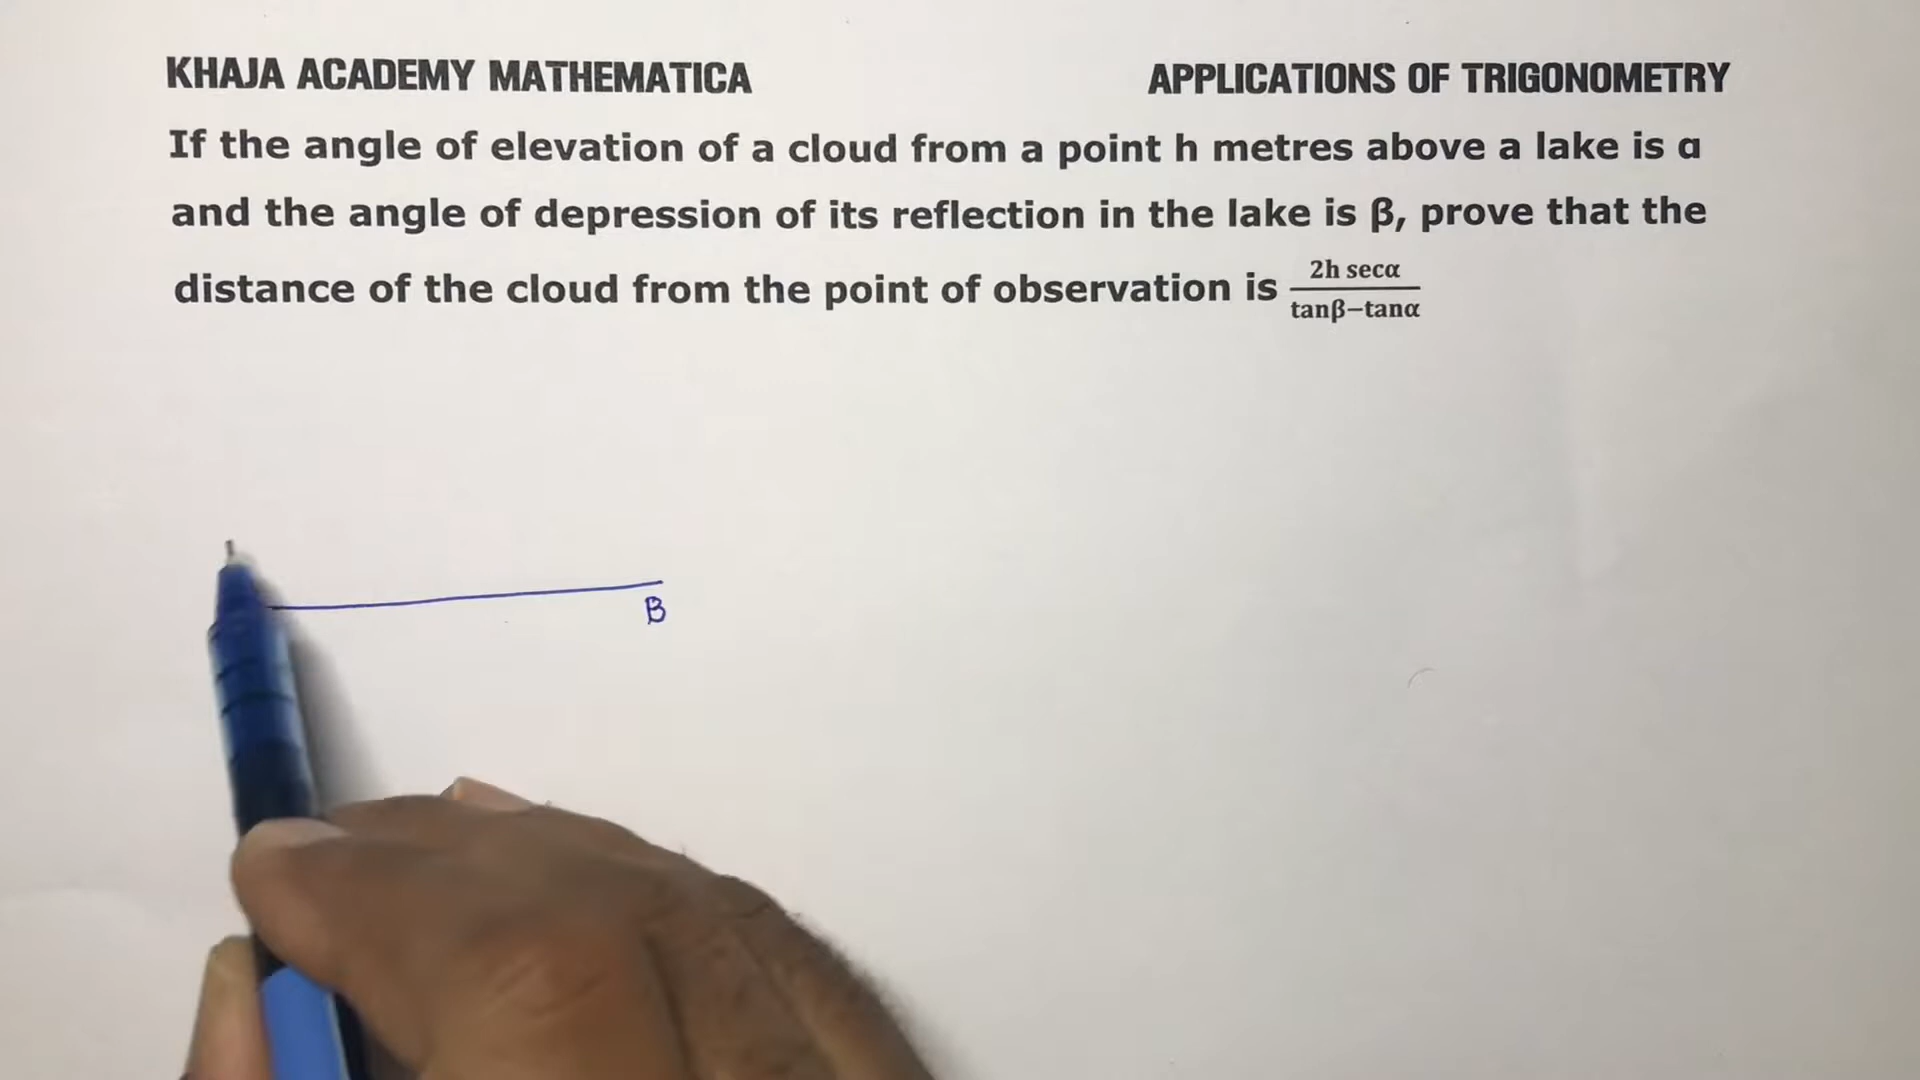 KHAJA ACADEMY MATHEMATICA
APPLICATIONS OF TRIGONOMETRY
If the angle of elevation of a cloud from a point h metres above a lake is α
and the angle of depression of its reflection in the lake is β, prove that the
distance of the cloud from the point of observation is 2h secα / tanβ−tanα
B